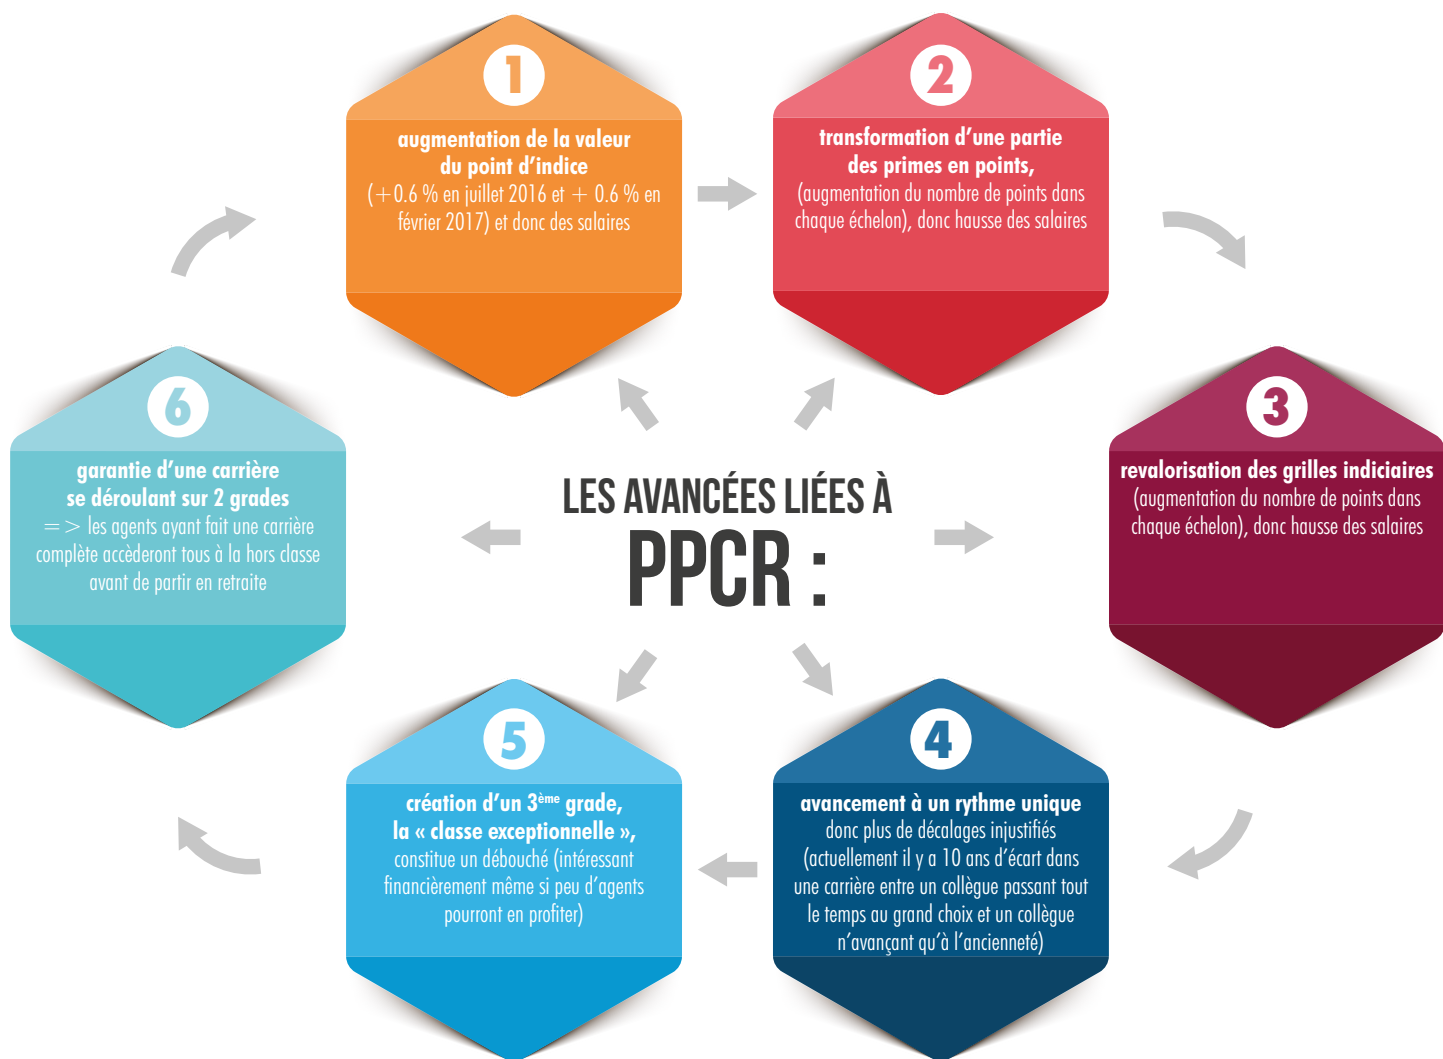 LES AVANCÉES LIÉES À
PPCR :
1
augmentation de la valeur
du point d'indice
(+0.6 % en juillet 2016 et + 0.6 % en
février 2017) et donc des salaires
2
transformation d'une partie
des primes en points,
(augmentation du nombre de points dans
chaque échelon), donc hausse des salaires
3
revalorisation des grilles indiciaires
(augmentation du nombre de points dans
chaque échelon), donc hausse des salaires
4
avancement à un rythme unique
donc plus de décalages injustifiés
(actuellement il y a 10 ans d'écart dans
une carrière entre un collègue passant tout
le temps au grand choix et un collègue
n'avançant qu'à l'ancienneté)
5
création d'un 3ème grade,
la « classe exceptionnelle »,
constitue un débouché (intéressant
financièrement même si peu d'agents
pourront en profiter)
6
garantie d'une carrière
se déroulant sur 2 grades
=> les agents ayant fait une carrière
complète accèderont tous à la hors classe
avant de partir en retraite